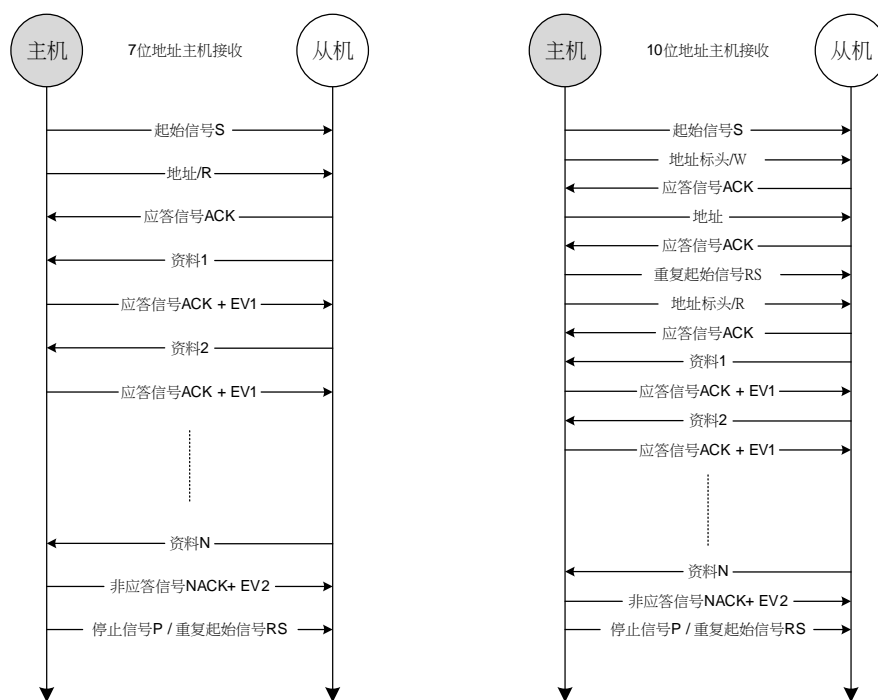 主机
7位地址主机接收
从机
起始信号S
地址/R
应答信号ACK
资料1
应答信号ACK + EV1
资料2
应答信号ACK + EV1
资料N
非应答信号NACK+ EV2
停止信号P / 重复起始信号RS
主机
10位地址主机接收
从机
起始信号S
地址标头/W
应答信号ACK
地址
应答信号ACK
重复起始信号RS
地址标头/R
应答信号ACK
资料1
应答信号ACK + EV1
资料2
应答信号ACK + EV1
资料N
非应答信号NACK+ EV2
停止信号P / 重复起始信号RS